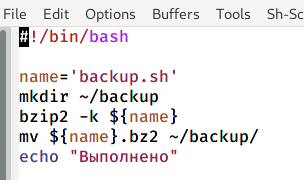 File Edit Options Buffers Tools Sh-Sc
#!/bin/bash
name='backup.sh'
mkdir ~/backup
bzip2 -k ${name}
mv ${name}.bz2 ~/backup/
echo "Выполнено"